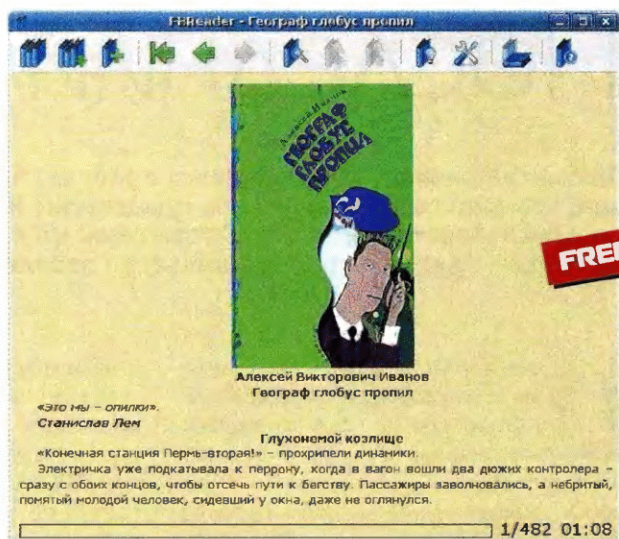 FBReader - Географ глобус пропил
Алексей Иванов
ГЕОГРАФ
ГЛОБУС
ПРОПИЛ
FREE
Алексей Викторович Иванов
Географ глобус пропил
«Это мы – опилки».
Станислав Лем
Глухонемой козлище
«Конечная станция Пермь-вторая!» – прохрипели динамики.
Электричка уже подкатывала к перрону, когда в вагон вошли два дюжих контролера –
сразу с обоих концов, чтобы отсечь пути к бегству. Пассажиры заволновались, а небритый,
помятый молодой человек, сидевший у окна, даже не оглянулся.
1/482 01:08